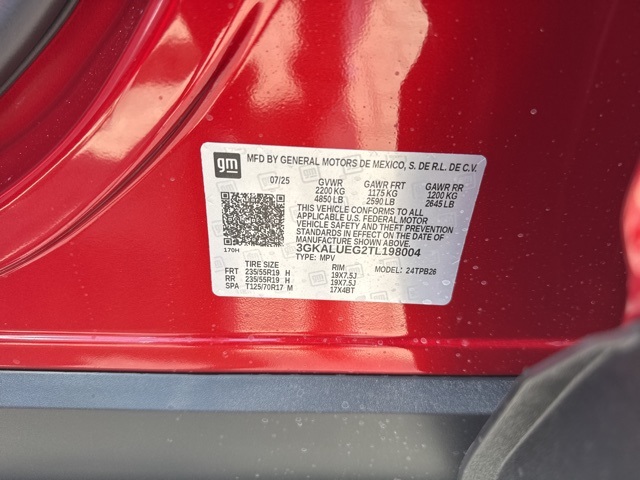 gm
MFD BY GENERAL MOTORS DE MEXICO, S. DE R.L. DE C.V.
07/25 GVWR GAWR FRT GAWR RR
2200 KG 1175 KG 1200 KG
4850 LB 2590 LB 2645 LB
THIS VEHICLE CONFORMS TO ALL
APPLICABLE U.S. FEDERAL MOTOR
VEHICLE SAFETY AND THEFT PREVENTION
STANDARDS IN EFFECT ON THE DATE OF
MANUFACTURE SHOWN ABOVE.
170H 3GKALUEG2TL198004
TYPE: MPV
TIRE SIZE RIM MODEL: 24TPB26
FRT 235/55R19 H 19X7.5J
RR 235/55R19 H 19X7.5J
SPA T125/70R17 M 17X4BT